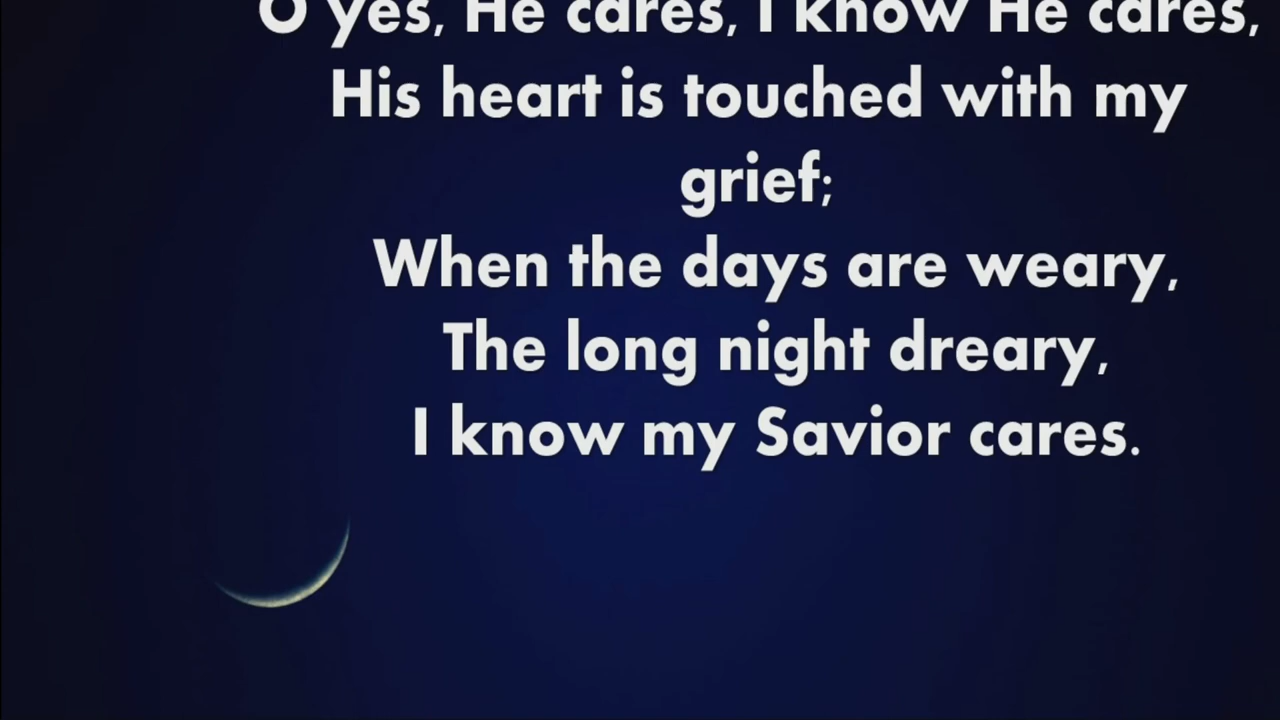 O yes, He cares, I know He cares,
His heart is touched with my
grief;
When the days are weary,
The long night dreary,
I know my Savior cares.